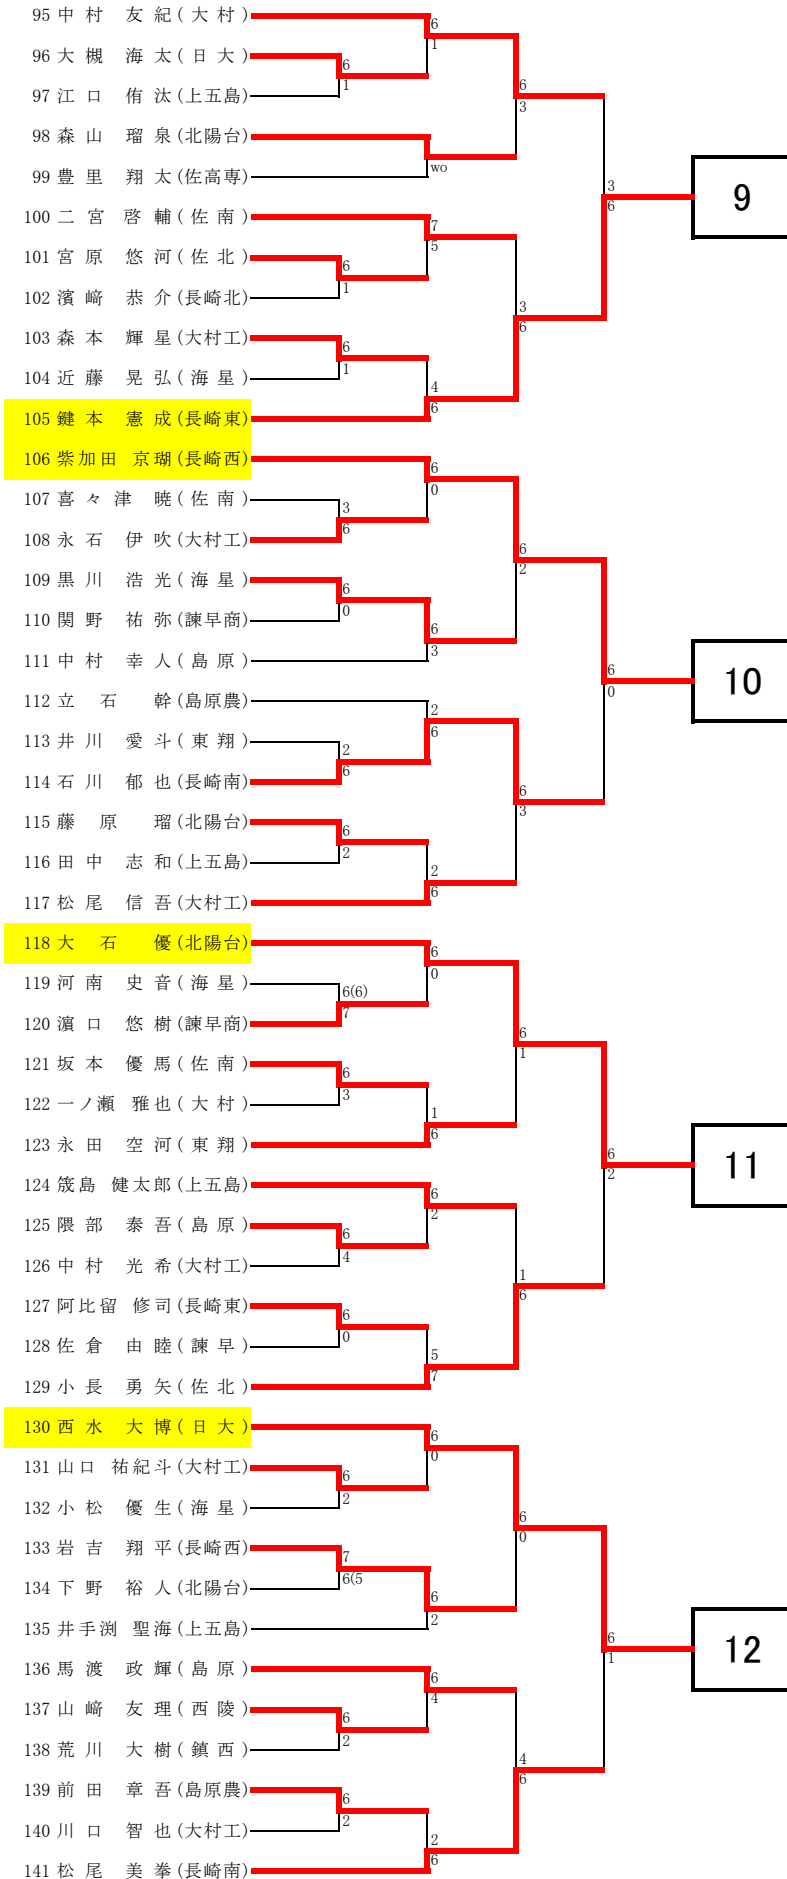 95 中村 友紀(大村)
96 大槻 海太(日大)
97 江口 侑汰(上五島)
98 森山 瑠泉(北陽台)
99 豊里 翔太(佐高専)
100 二宮 啓輔(佐南)
101 宮原 悠河(佐北)
102 濱﨑 恭介(長崎北)
103 森本 輝星(大村工)
104 近藤 晃弘(海星)
105 鍵本 憲成(長崎東)
106 柴加田 京瑚(長崎西)
107 喜々津 暁(佐南)
108 永石 伊吹(大村工)
109 黒川 浩光(海星)
110 関野 祐弥(諫早商)
111 中村 幸人(島原)
112 立石 幹(島原農)
113 井川 愛斗(東翔)
114 石川 郁也(長崎南)
115 藤原 瑠(北陽台)
116 田中 志和(上五島)
117 松尾 信吾(大村工)
118 大石 優(北陽台)
119 河南 史音(海星)
120 濵口 悠樹(諫早商)
121 坂本 優馬(佐南)
122 一ノ瀬 雅也(大村)
123 永田 空河(東翔)
124 筬島 健太郎(上五島)
125 隈部 泰吾(島原)
126 中村 光希(大村工)
127 阿比留 修司(長崎東)
128 佐倉 由睦(諫早)
129 小長 勇矢(佐北)
130 西水 大博(日大)
131 山口 祐紀斗(大村工)
132 小松 優生(海星)
133 岩吉 翔平(長崎西)
134 下野 裕人(北陽台)
135 井手渕 聖海(上五島)
136 馬渡 政輝(島原)
137 山﨑 友理(西陵)
138 荒川 大樹(鎮西)
139 前田 章吾(島原農)
140 川口 智也(大村工)
141 松尾 美拳(長崎南)
6
1
6
1
6
3
wo
3
6
7
5
6
1
3
6
6
1
4
6
9
6
0
3
6
6
2
6
0
6
3
6
0
2
6
2
6
6
3
6
2
2
6
10
6
0
6(6)
7
6
1
6
3
1
6
6
2
6
2
6
4
1
6
6
0
5
7
11
6
0
6
2
6
0
7
6(5
6
2
6
1
6
4
6
2
4
6
6
2
2
6
12